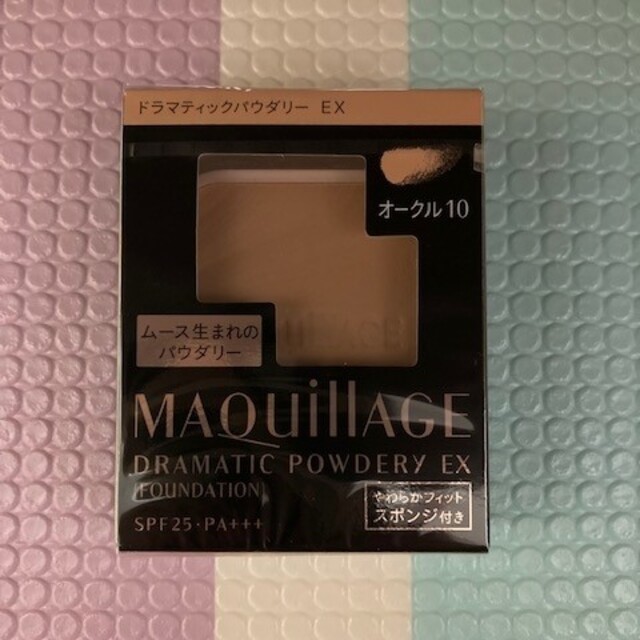 ドラマティックパウダリー EX
オークル10
ムース生まれの
パウダリー
MAQuillAGE
DRAMATIC POWDERY EX
(FOUNDATION)
SPF25・PA+++
やわらかフィット
スポンジ付き